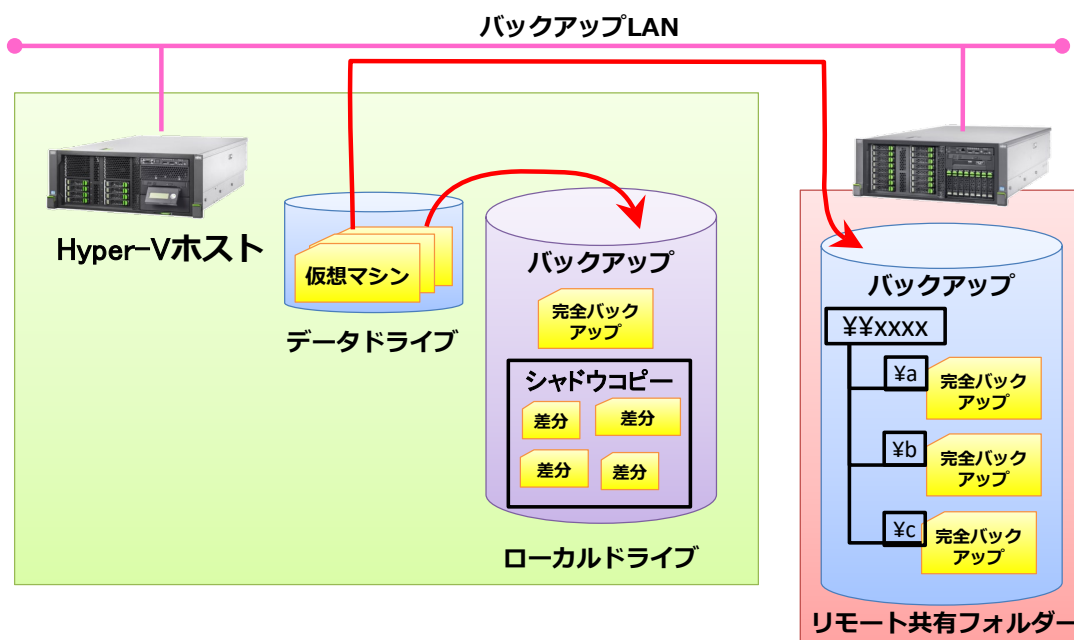 バックアップLAN
Hyper-Vホスト
仮想マシン
データドライブ
バックアップ
完全バック
アップ
シャドウコピー
差分
差分
差分
差分
ローカルドライブ
バックアップ
¥¥xxxx
¥a
完全バック
アップ
¥b
完全バック
アップ
¥c
完全バック
アップ
リモート共有フォルダー